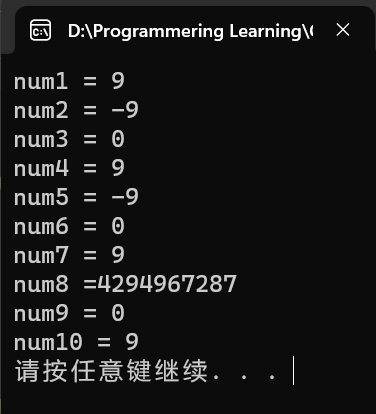 D:\Programmering Learning\C
num1 = 9
num2 = -9
num3 = 0
num4 = 9
num5 = -9
num6 = 0
num7 = 9
num8 =4294967287
num9 = 0
num10 = 9
请按任意键继续. . .